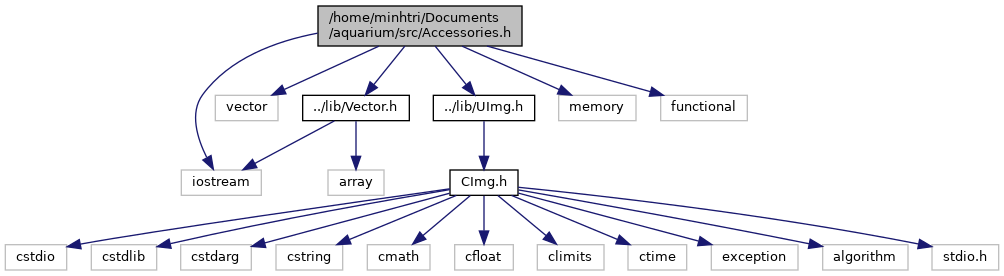 /home/minhtri/Documents
/aquarium/src/Accessories.h
vector
../lib/Vector.h
../lib/UImg.h
memory
functional
iostream
array
CImg.h
cstdio
cstdlib
cstdarg
cstring
cmath
cfloat
climits
ctime
exception
algorithm
stdio.h